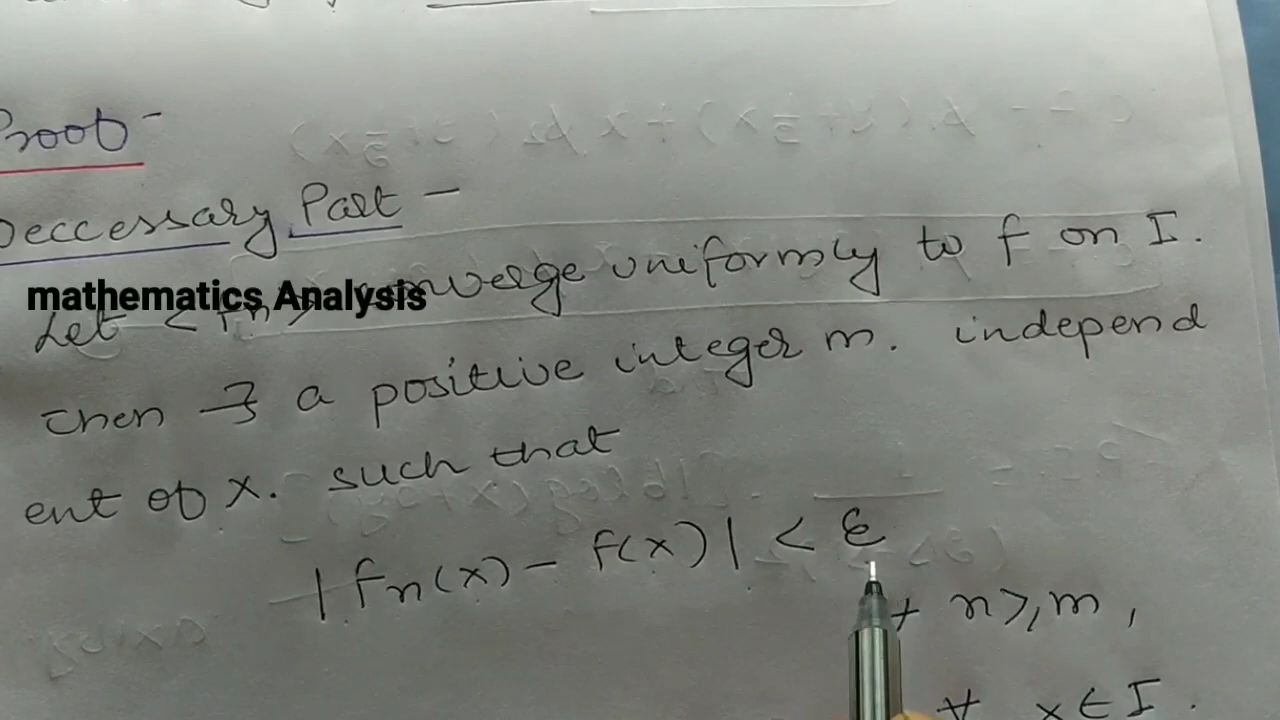 Proof-
Neccessary Part -
mathematics Analysis
Let <fn> converge uniformly to f on I.
then ∃ a positive integer m. independ
ent of x. such that
|fn(x) - f(x)| < ε
∀ n ≥ m,
∀ x ∈ I.